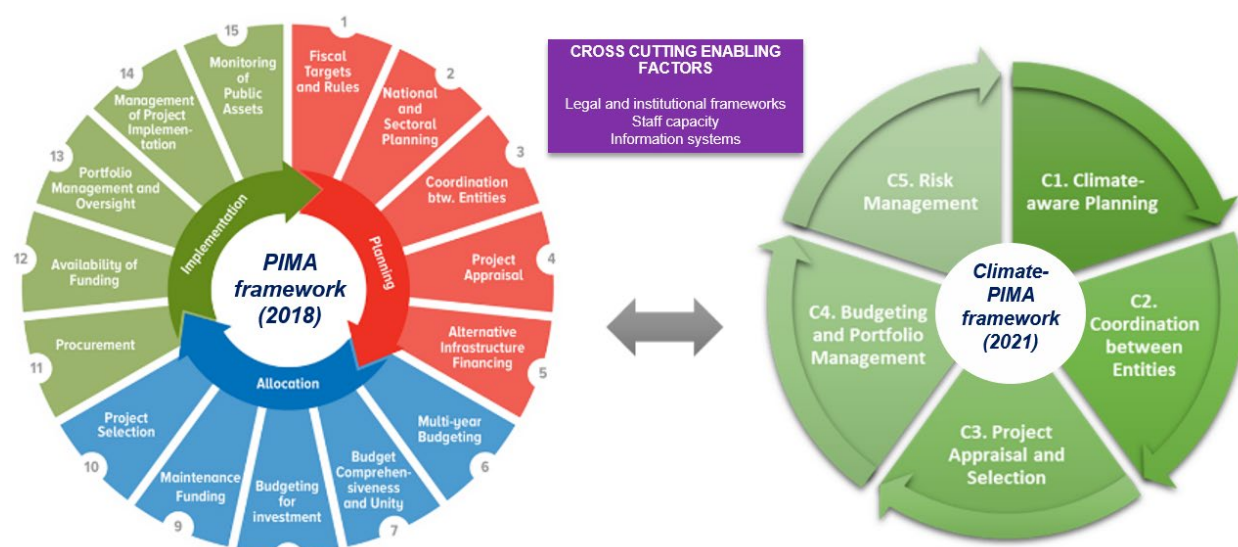 1
Fiscal
Targets
and Rules
2
National
and
Sectoral
Planning
3
Coordination
btw. Entities
4
Project
Appraisal
5
Alternative
Infrastructure
Financing
6
Multi-year
Budgeting
7
Budget
Comprehen-
siveness
and Unity
Budgeting
for
investment
9
Maintenance
Funding
10
Project
Selection
11
Procurement
12
Availability of
Funding
13
Portfolio
Management and
Oversight
14
Management
of Project
Implemen-
tation
15
Monitoring
of
Public
Assets
Planning
Allocation
Implementation
PIMA
framework
(2018)
CROSS CUTTING ENABLING
FACTORS
Legal and institutional frameworks
Staff capacity
Information systems
C1. Climate-
aware Planning
C2.
Coordination
between
Entities
C3. Project
Appraisal and
Selection
C4. Budgeting
and Portfolio
Management
C5. Risk
Management
Climate-
PIMA
framework
(2021)